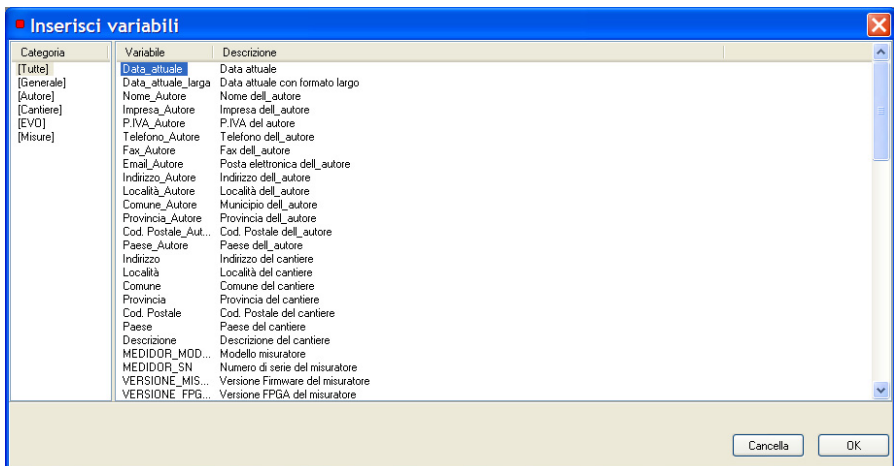 Inserisci variabili
Categoria Variabile Descrizione
[Tutte] Data_attuale Data attuale
[Generale] Data_attuale_larga Data attuale con formato largo
[Autore] Nome_Autore Nome dell_autore
[Cantiere] Impresa_Autore Impresa dell_autore
[EVO] P.IVA_Autore P.IVA del autore
[Misure] Telefono_Autore Telefono dell_autore
Fax_Autore Fax dell_autore
Email_Autore Posta elettronica dell_autore
Indirizzo_Autore Indirizzo dell_autore
Località_Autore Località dell_autore
Comune_Autore Municipio dell_autore
Provincia_Autore Provincia dell_autore
Cod. Postale_Aut... Cod. Postale dell_autore
Paese_Autore Paese dell_autore
Indirizzo Indirizzo del cantiere
Località Località del cantiere
Comune Comune del cantiere
Provincia Provincia del cantiere
Cod. Postale Cod. Postale del cantiere
Paese Paese del cantiere
Descrizione Descrizione del cantiere
MEDIDOR_MOD... Modello misuratore
MEDIDOR_SN Numero di serie del misuratore
VERSIONE_MIS... Versione Firmware del misuratore
VERSIONE_FPG... Versione FPGA del misuratore
Cancella OK